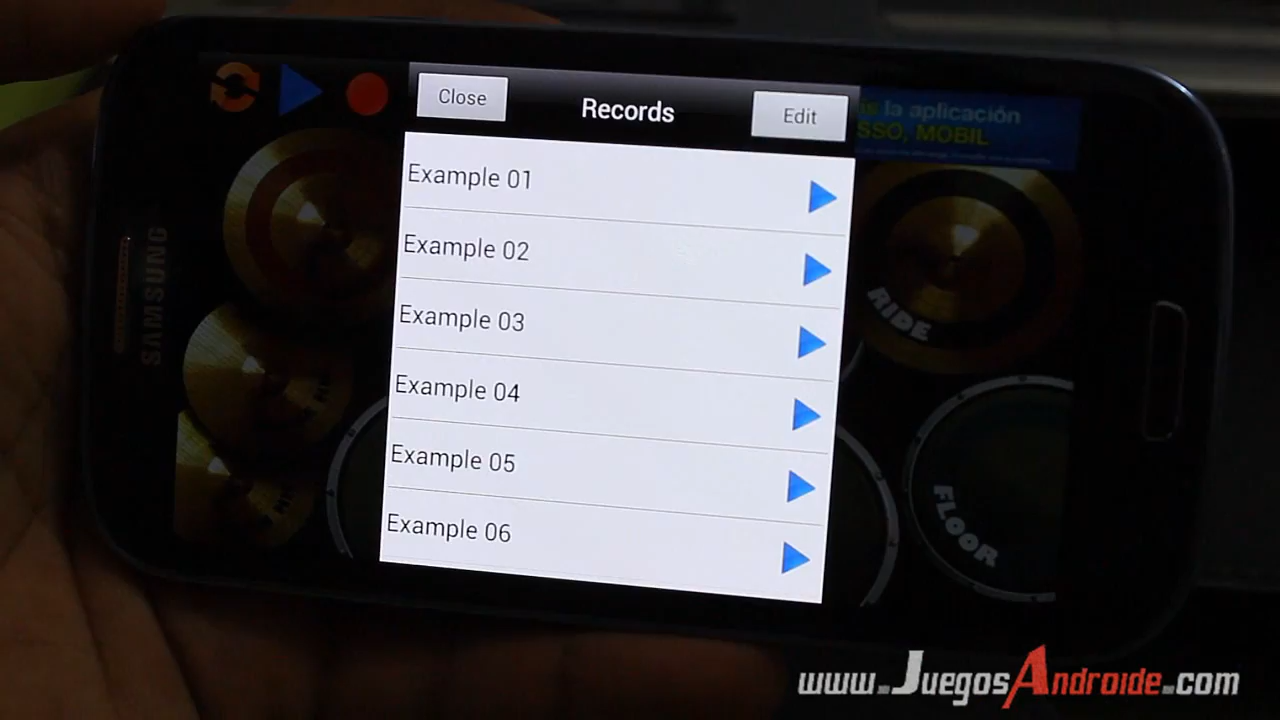 Close
Records
Edit
la aplicación
SSO, MOBIL
Example 01
Example 02
Example 03
Example 04
Example 05
Example 06
SAMSUNG
RIDE
FLOOR
www.JuegosAndroide.com